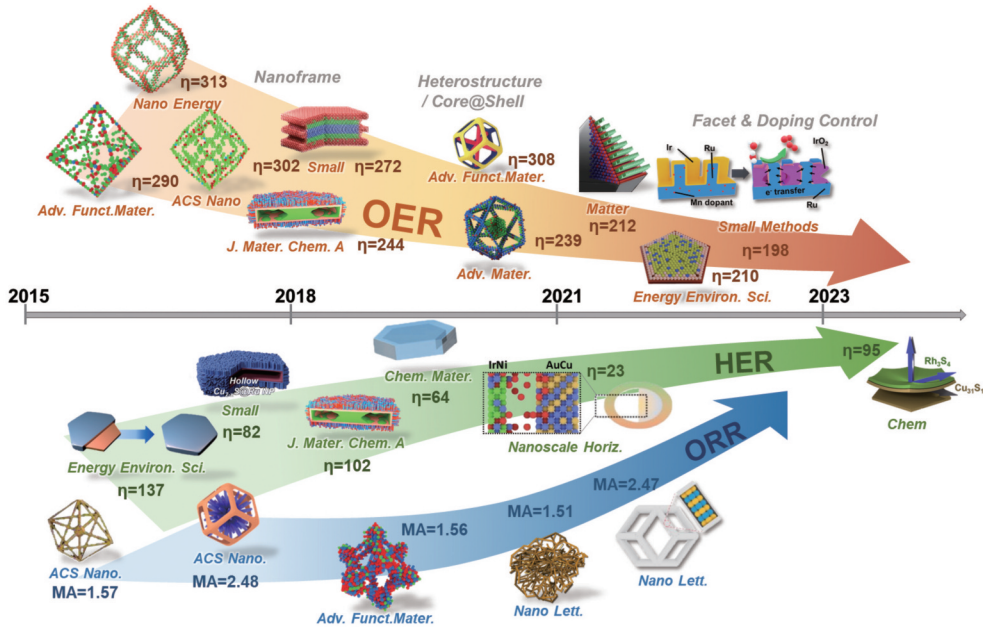 η=313
Nano Energy
Nanoframe
Heterostructure
/ Core@Shell
Facet & Doping Control
η=290
Adv. Funct.Mater.
ACS Nano
η=302
Small
η=272
η=308
Adv. Funct.Mater.
Ir
Ru
IrO₂
Mn dopant
e⁻ transfer
Ru
OER
J. Mater. Chem. A
η=244
η=239
Adv. Mater.
Matter
η=212
Small Methods
η=198
η=210
Energy Environ. Sci.
2015
2018
2021
2023
Hollow
Small
η=82
Chem. Mater.
η=64
IrNi
AuCu
η=23
HER
η=95
Rh₃S₄
Cu₃₁S₁
Chem
Energy Environ. Sci.
η=137
J. Mater. Chem. A
η=102
Nanoscale Horiz.
ORR
ACS Nano.
MA=1.57
ACS Nano.
MA=2.48
MA=1.56
Adv. Funct.Mater.
MA=1.51
Nano Lett.
MA=2.47
Nano Lett.